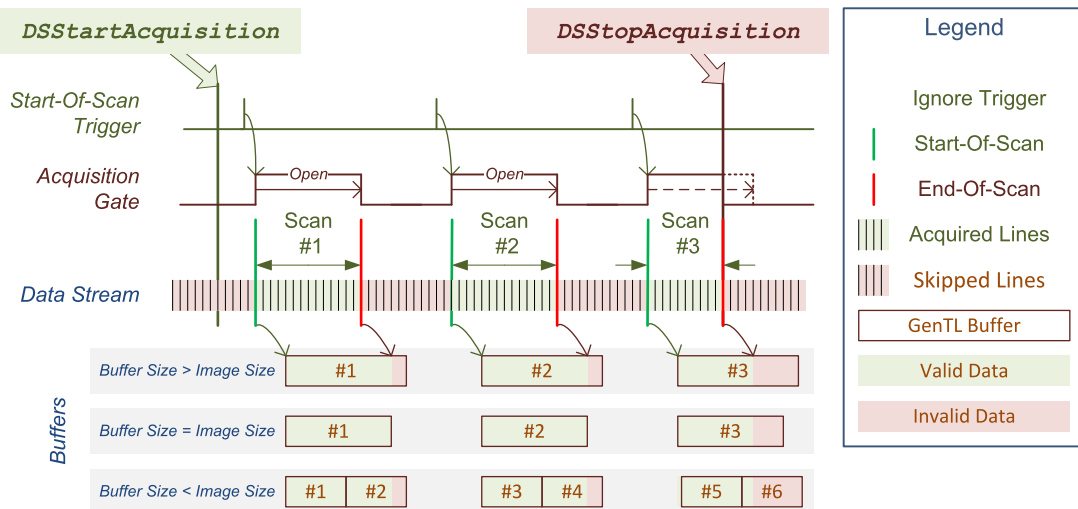 DSStartAcquisition
DSStopAcquisition
Start-Of-Scan
Trigger
Acquisition
Gate
Open
Open
Scan
#1
Scan
#2
Scan
#3
Data Stream
Buffers
Buffer Size > Image Size
#1
#2
#3
Buffer Size = Image Size
#1
#2
#3
Buffer Size < Image Size
#1
#2
#3
#4
#5
#6
Legend
Ignore Trigger
Start-Of-Scan
End-Of-Scan
Acquired Lines
Skipped Lines
GenTL Buffer
Valid Data
Invalid Data